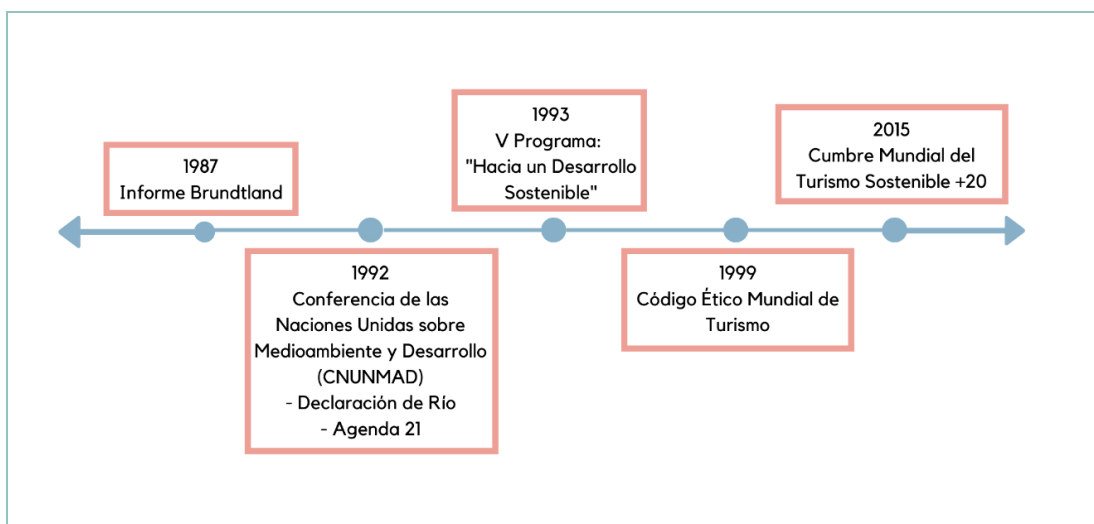 1987
Informe Brundtland
1992
Conferencia de las
Naciones Unidas sobre
Medioambiente y Desarrollo
(CNUNMAD)
- Declaración de Río
- Agenda 21
1993
V Programa:
"Hacia un Desarrollo
Sostenible"
1999
Código Ético Mundial de
Turismo
2015
Cumbre Mundial del
Turismo Sostenible +20